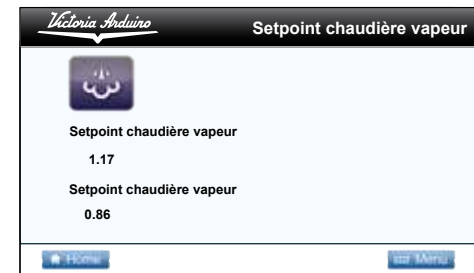 Victoria Arduino
Setpoint chaudière vapeur
Setpoint chaudière vapeur
1.17
Setpoint chaudière vapeur
0.86
Home
Menu